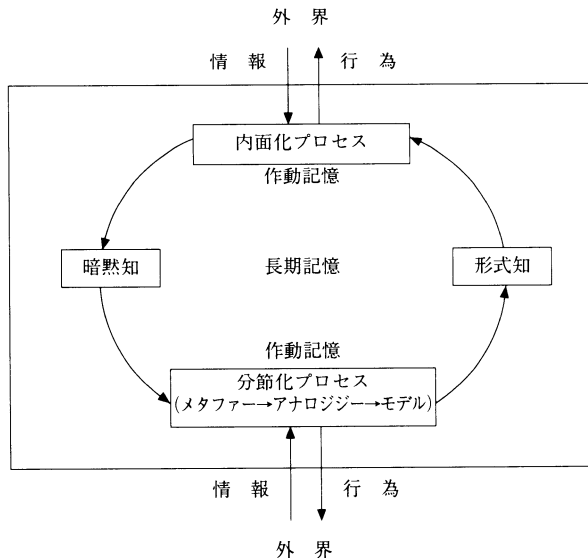 外 界
情 報 行 為
内面化プロセス
作動記憶
暗黙知 長期記憶 形式知
作動記憶
分節化プロセス
(メタファー→アナロジジー→モデル)
情 報 行 為
外 界